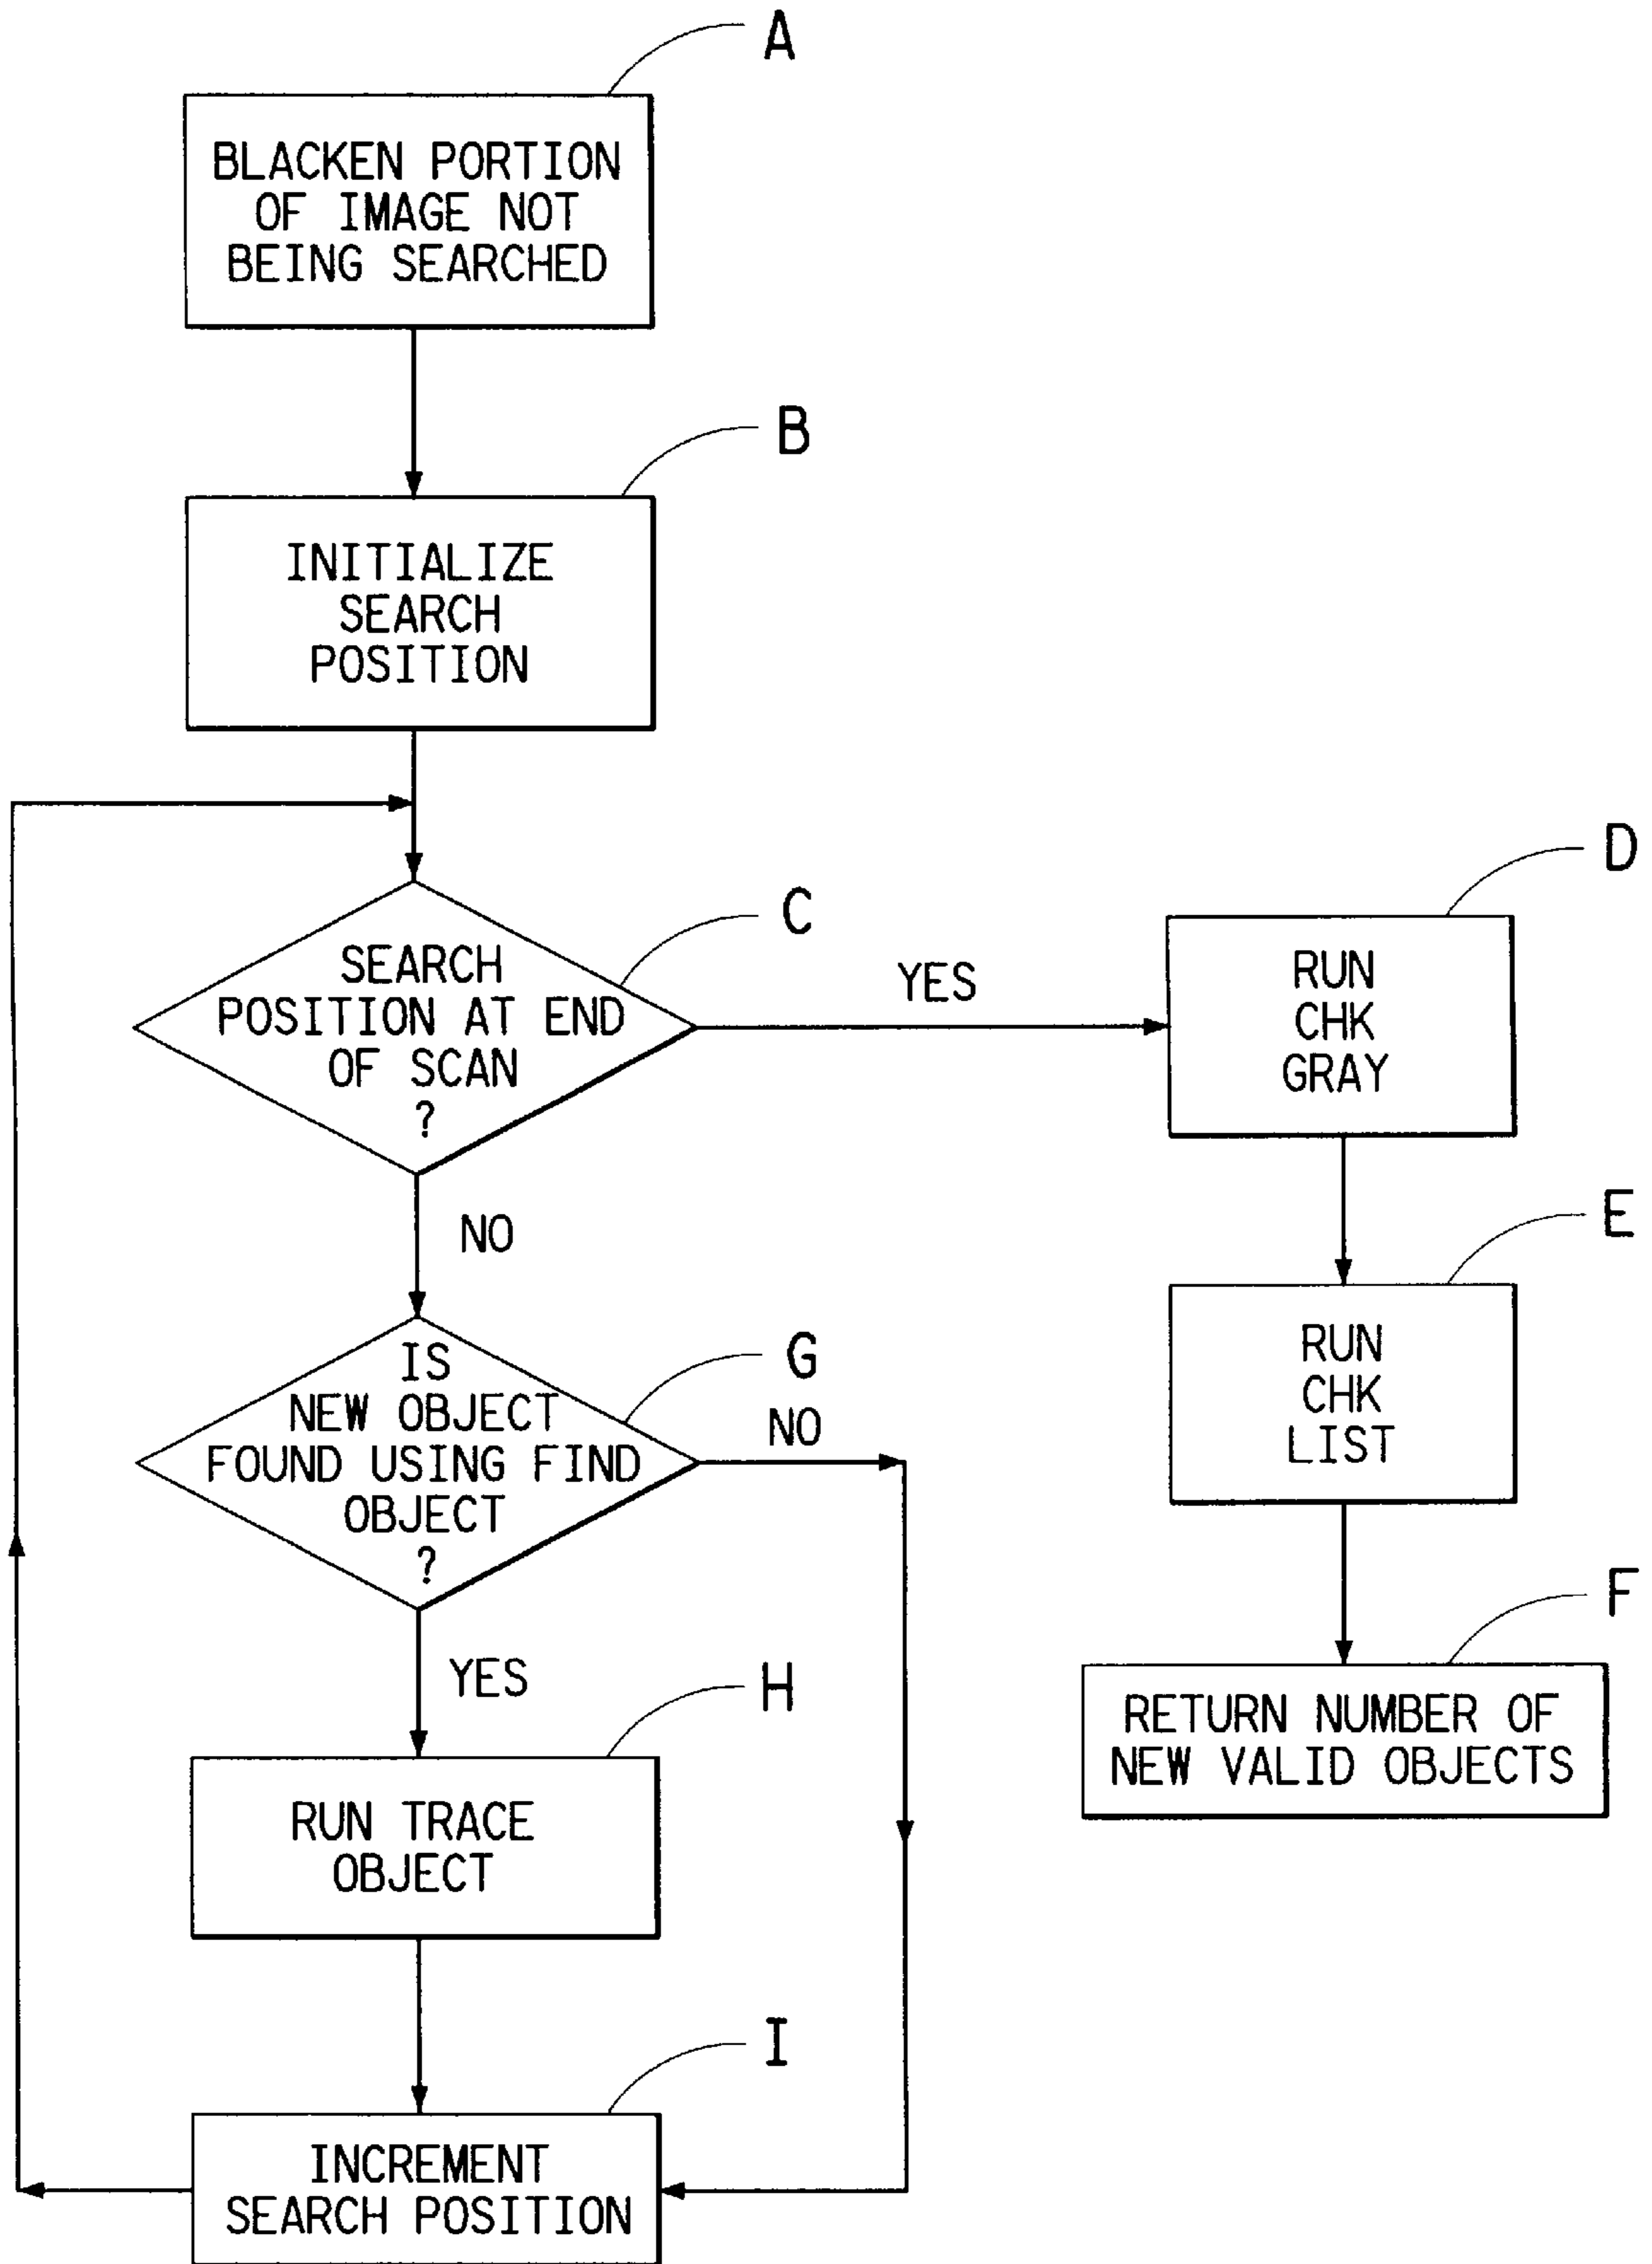 A
BLACKEN PORTION
OF IMAGE NOT
BEING SEARCHED
B
INITIALIZE
SEARCH
POSITION
C
SEARCH
POSITION AT END
OF SCAN
?
YES
NO
D
RUN
CHK
GRAY
E
RUN
CHK
LIST
F
RETURN NUMBER OF
NEW VALID OBJECTS
G
IS
NEW OBJECT
FOUND USING FIND
OBJECT
?
NO
YES
H
RUN TRACE
OBJECT
I
INCREMENT
SEARCH POSITION